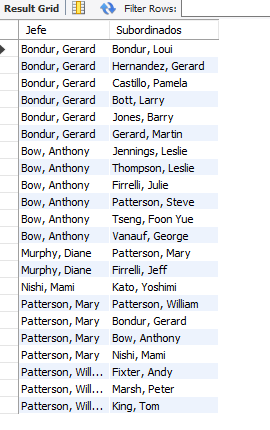 Result Grid Filter Rows:
Jefe Subordinados
Bondur, Gerard Bondur, Loui
Bondur, Gerard Hernandez, Gerard
Bondur, Gerard Castillo, Pamela
Bondur, Gerard Bott, Larry
Bondur, Gerard Jones, Barry
Bondur, Gerard Gerard, Martin
Bow, Anthony Jennings, Leslie
Bow, Anthony Thompson, Leslie
Bow, Anthony Firrelli, Julie
Bow, Anthony Patterson, Steve
Bow, Anthony Tseng, Foon Yue
Bow, Anthony Vanauf, George
Murphy, Diane Patterson, Mary
Murphy, Diane Firrelli, Jeff
Nishi, Mami Kato, Yoshimi
Patterson, Mary Patterson, William
Patterson, Mary Bondur, Gerard
Patterson, Mary Bow, Anthony
Patterson, Mary Nishi, Mami
Patterson, Will... Fixter, Andy
Patterson, Will... Marsh, Peter
Patterson, Will... King, Tom